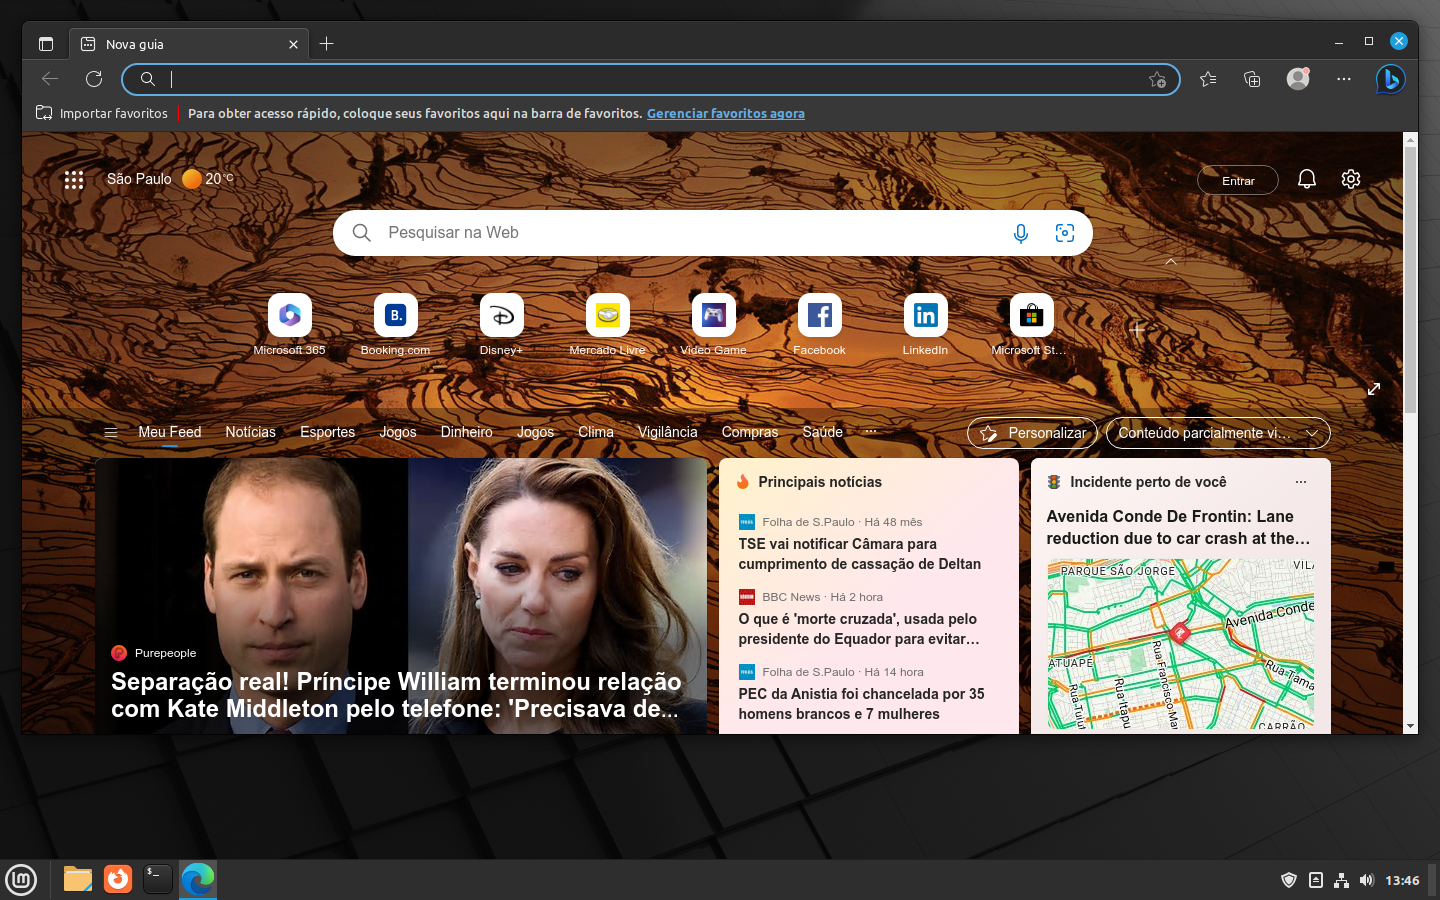 Nova guia
Importar favoritos
Para obter acesso rápido, coloque seus favoritos aqui na barra de favoritos. Gerenciar favoritos agora
São Paulo 20 °C
Entrar
Pesquisar na Web
Microsoft 365
Booking.com
Disney+
Mercado Livre
Video Game
Facebook
LinkedIn
Microsoft St...
Meu Feed
Notícias
Esportes
Jogos
Dinheiro
Jogos
Clima
Vigilância
Compras
Saúde
Personalizar
Conteúdo parcialmente vi...
Purepeople
Separação real! Príncipe William terminou relação
com Kate Middleton pelo telefone: 'Precisava de...
Principais notícias
Folha de S.Paulo · Há 48 mês
TSE vai notificar Câmara para
cumprimento de cassação de Deltan
BBC News · Há 2 hora
O que é 'morte cruzada', usada pelo
presidente do Equador para evitar...
Folha de S.Paulo · Há 14 hora
PEC da Anistia foi chancelada por 35
homens brancos e 7 mulheres
Incidente perto de você
Avenida Conde De Frontin: Lane
reduction due to car crash at the...
PARQUE SÃO JORGE
VILA
Avenida Conde
ATUAPÉ
Rua Francisco Mar
Rua Tama
Rua Tuiut
Rua Itapu
CARRÃO
13:46